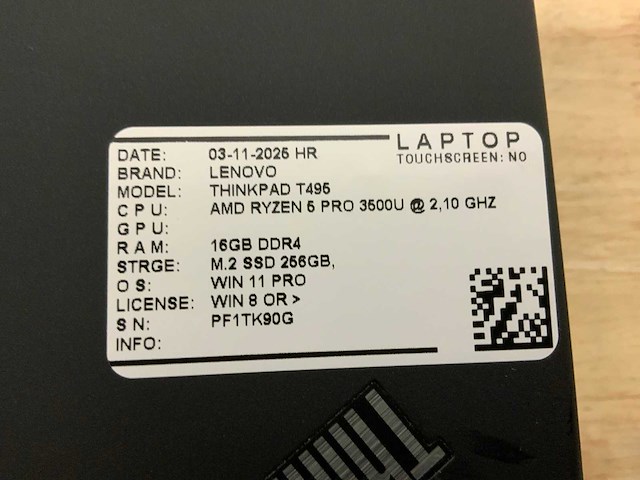 LAPTOP
TOUCHSCREEN: NO
DATE: 03-11-2025 HR
BRAND: LENOVO
MODEL: THINKPAD T495
CPU: AMD RYZEN 5 PRO 3500U @ 2,10 GHZ
GPU:
RAM: 16GB DDR4
STRGE: M.2 SSD 256GB,
OS: WIN 11 PRO
LICENSE: WIN 8 OR >
SN: PF1TK90G
INFO:
Thin